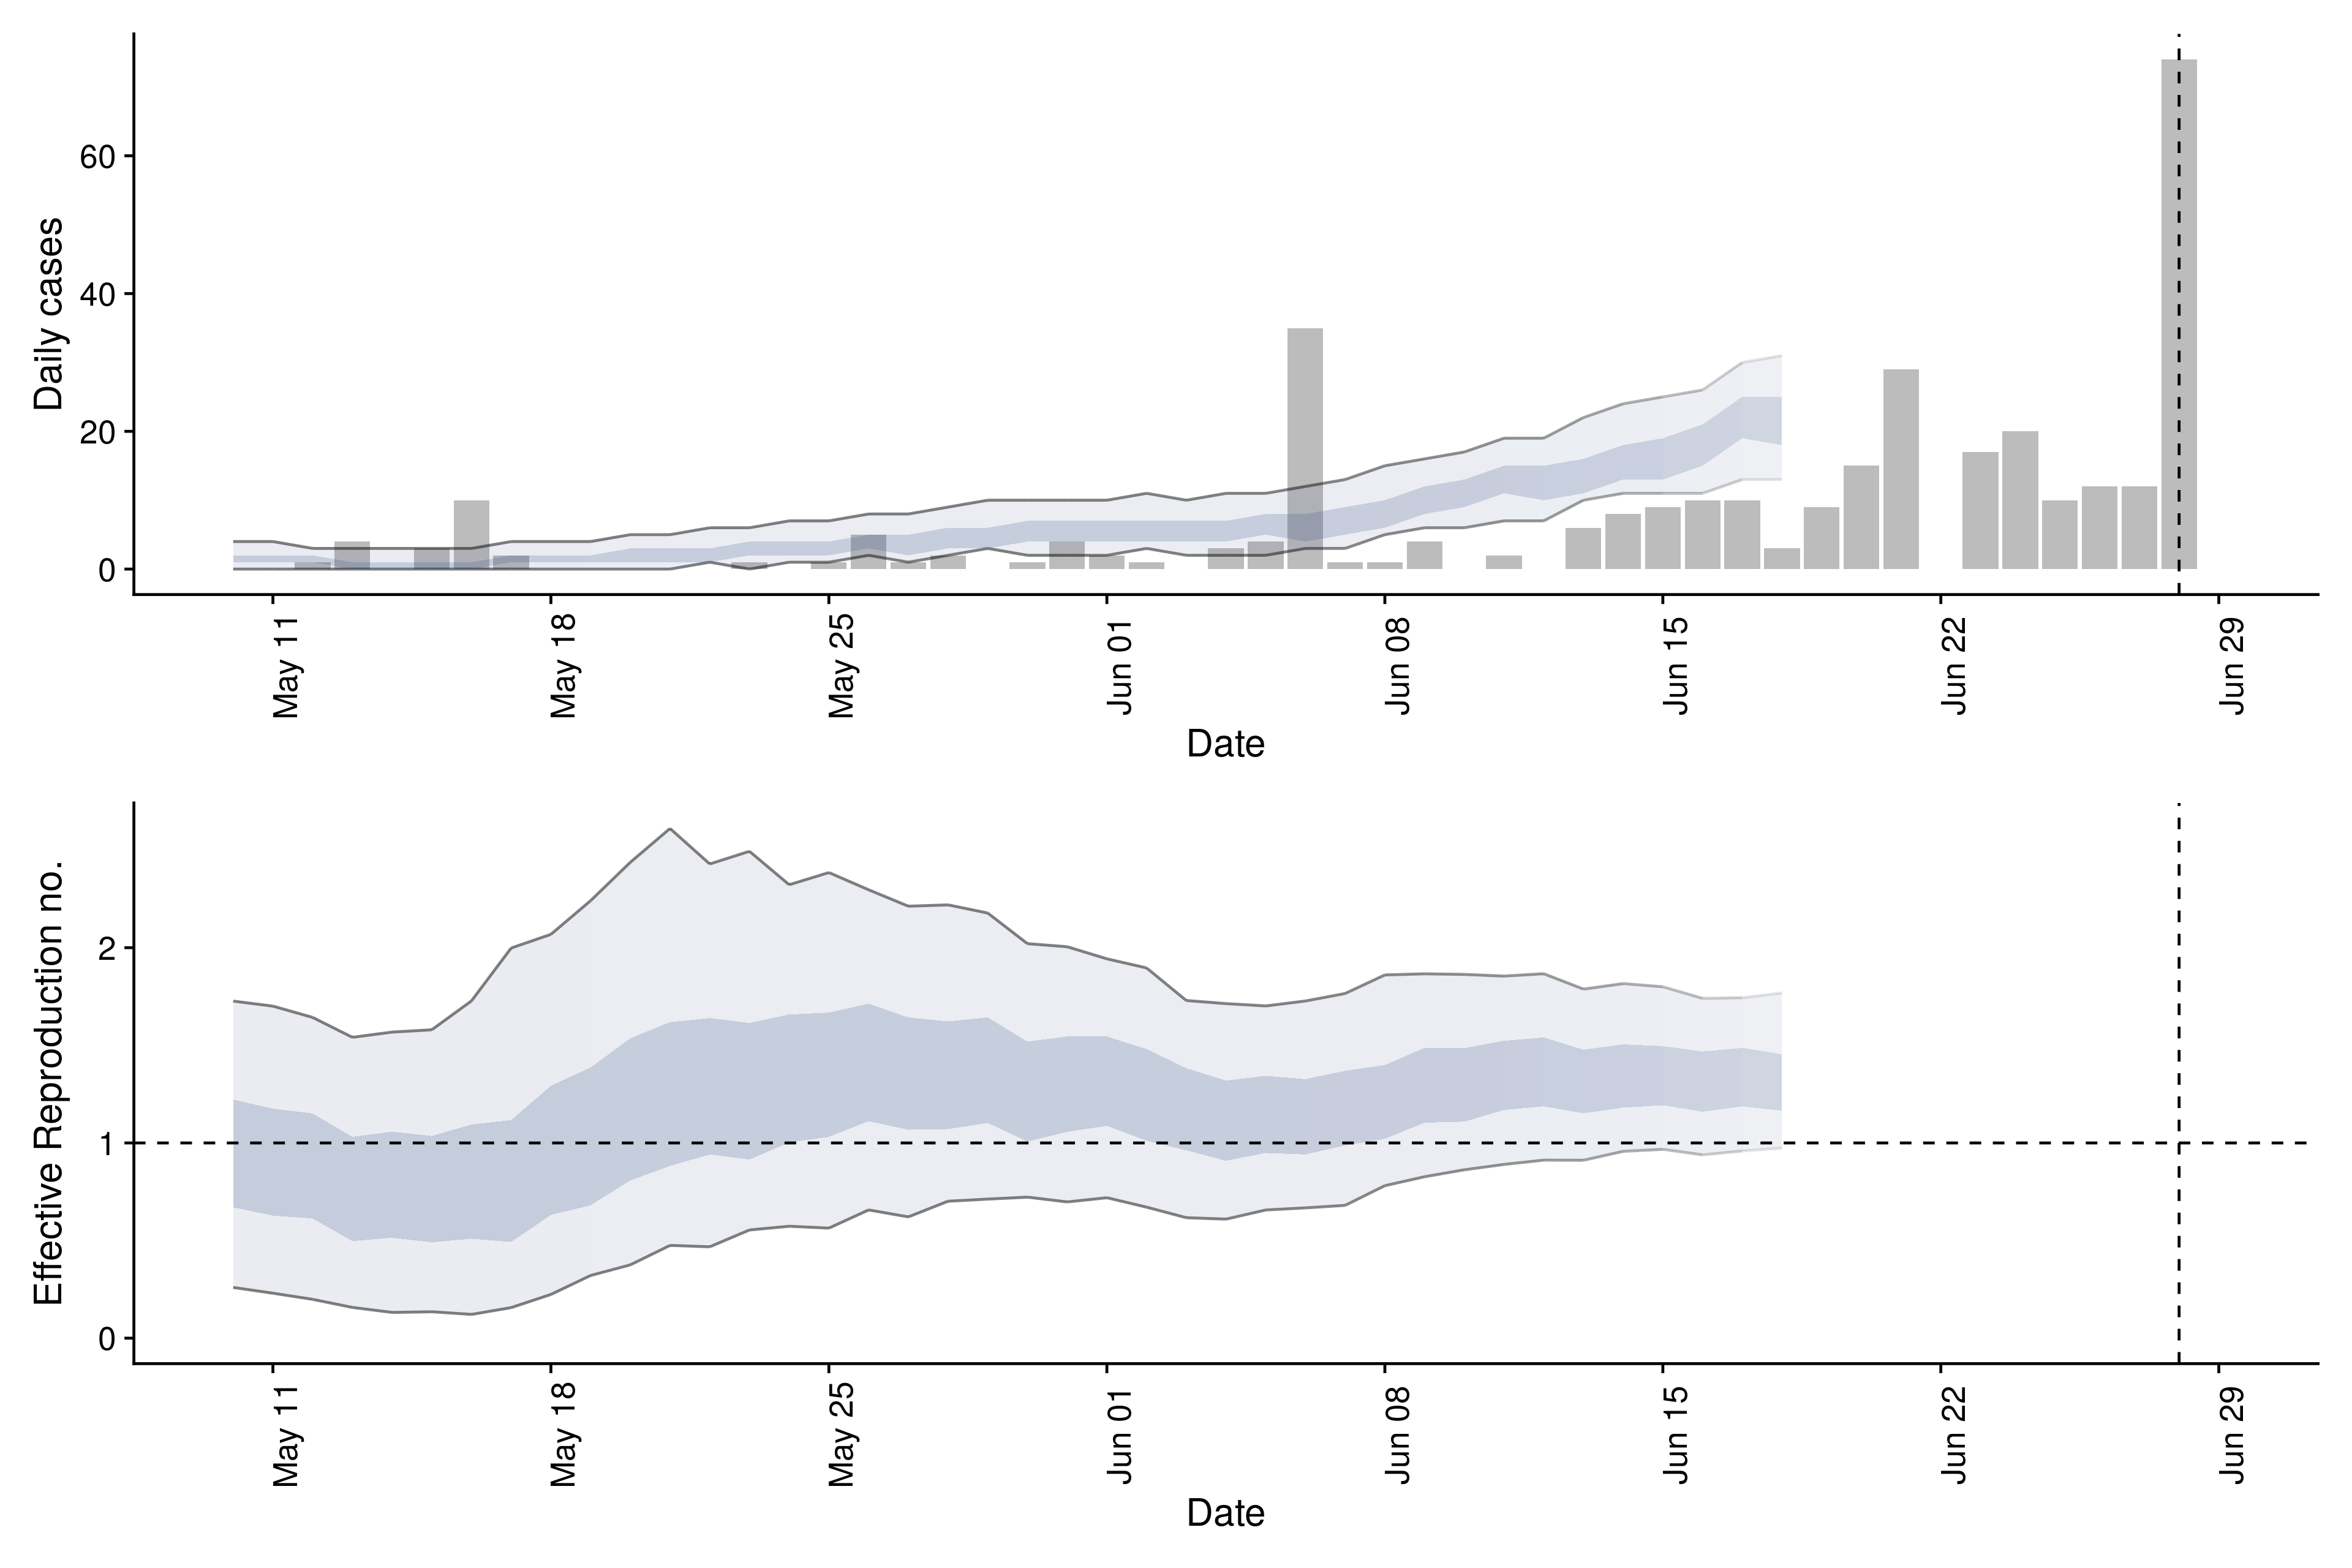 Daily cases
60
40
20
0
May 11
May 18
May 25
Jun 01
Jun 08
Jun 15
Jun 22
Jun 29
Date
Effective Reproduction no.
2
1
0
May 11
May 18
May 25
Jun 01
Jun 08
Jun 15
Jun 22
Jun 29
Date